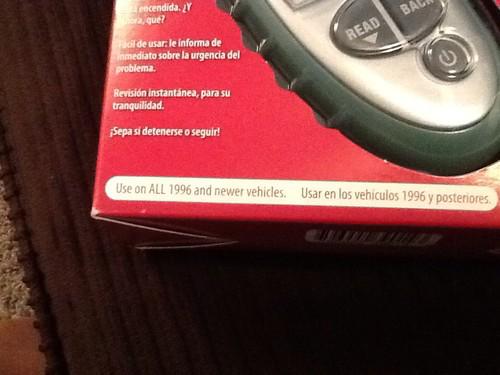 encendida. ¿Y
qué?
Fácil de usar: le informa de
inmediato sobre la urgencia del
problema.
Revisión instantánea, para su
tranquilidad.
¡Sepa si detenerse o seguir!
READ
BACK
Use on ALL 1996 and newer vehicles. Usar en los vehículos 1996 y posteriores.